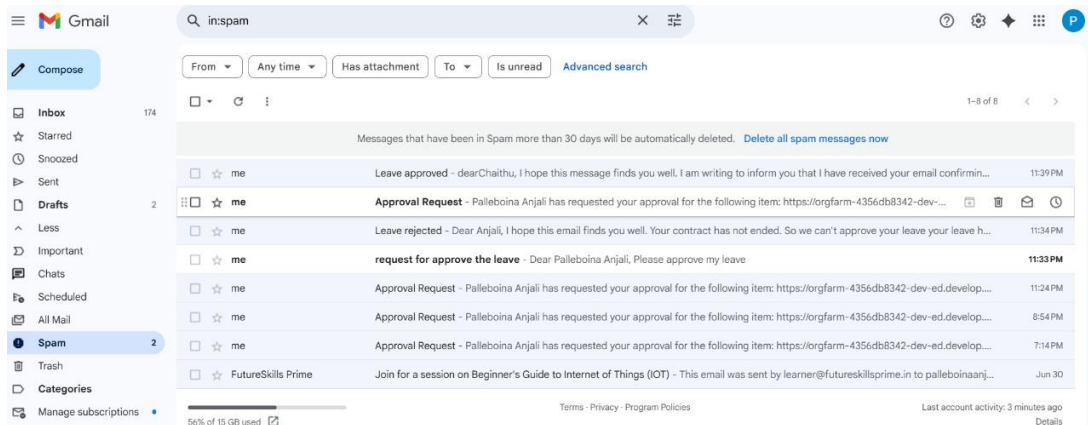 Gmail
in:spam
P
Compose
From Any time Has attachment To Is unread Advanced search
1–8 of 8
Inbox 174
Starred
Snoozed
Sent
Drafts 2
Less
Important
Chats
Scheduled
All Mail
Spam 2
Trash
Categories
Manage subscriptions
Messages that have been in Spam more than 30 days will be automatically deleted. Delete all spam messages now
me Leave approved - dearChaithu, I hope this message finds you well. I am writing to inform you that I have received your email confirmin... 11:39 PM
me Approval Request - Palleboina Anjali has requested your approval for the following item: https://orgfarm-4356db8342-dev-...
me Leave rejected - Dear Anjali, I hope this email finds you well. Your contract has not ended. So we can't approve your leave your leave h... 11:34 PM
me request for approve the leave - Dear Palleboina Anjali, Please approve my leave 11:33 PM
me Approval Request - Palleboina Anjali has requested your approval for the following item: https://orgfarm-4356db8342-dev-ed.develop.... 11:24 PM
me Approval Request - Palleboina Anjali has requested your approval for the following item: https://orgfarm-4356db8342-dev-ed.develop.... 8:54 PM
me Approval Request - Palleboina Anjali has requested your approval for the following item: https://orgfarm-4356db8342-dev-ed.develop.... 7:14 PM
FutureSkills Prime Join for a session on Beginner's Guide to Internet of Things (IOT) - This email was sent by learner@futureskillsprime.in to palleboinaanj... Jun 30
56% of 15 GB used
Terms · Privacy · Program Policies
Last account activity: 3 minutes ago
Details